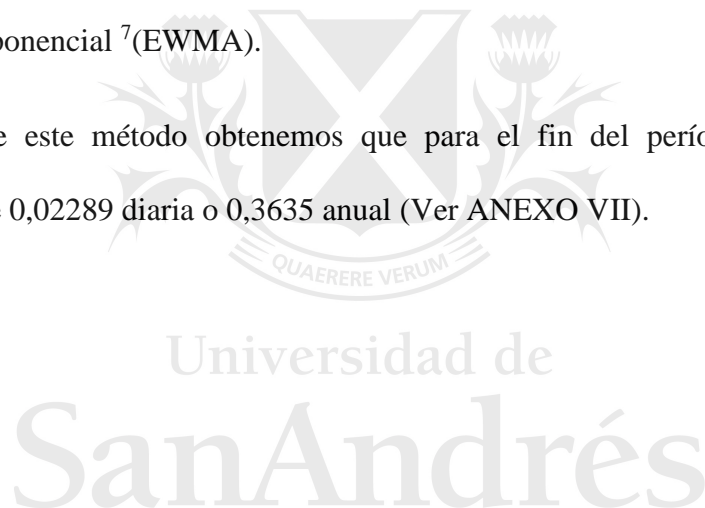 ponencial ⁷(EWMA).
e este método obtenemos que para el fin del perío
0,02289 diaria o 0,3635 anual (Ver ANEXO VII).
QUAERERE VERUM
Universidad de
SanAndrés